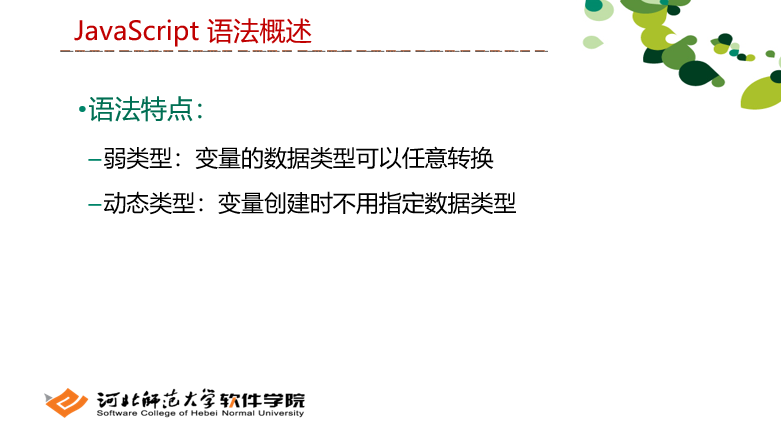 JavaScript 语法概述
•语法特点：
–弱类型：变量的数据类型可以任意转换
–动态类型：变量创建时不用指定数据类型
河北师范大学软件学院
Software College of Hebei Normal University